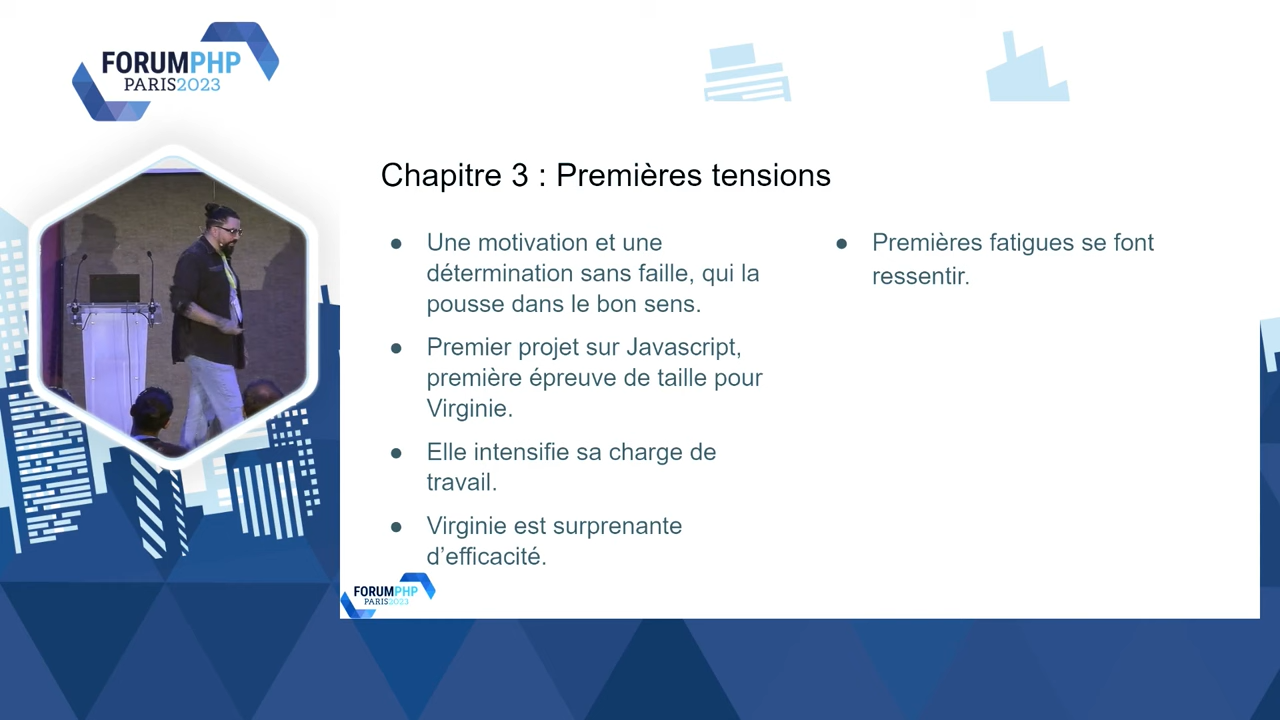 FORUMPHP
PARIS2023
Chapitre 3 : Premières tensions
● Une motivation et une
détermination sans faille, qui la
pousse dans le bon sens.
● Premier projet sur Javascript,
première épreuve de taille pour
Virginie.
● Elle intensifie sa charge de
travail.
● Virginie est surprenante
d'efficacité.
● Premières fatigues se font
ressentir.
FORUMPHP
PARIS2023